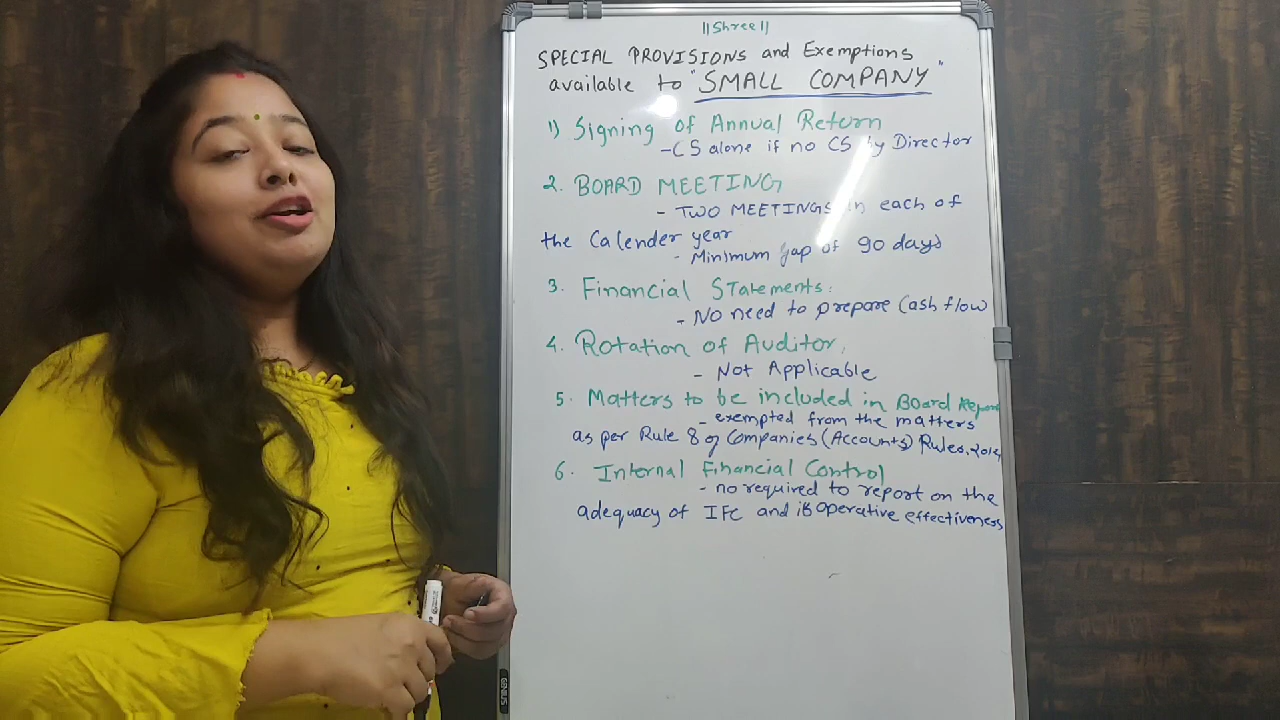 ||Shree||
SPECIAL PROVISIONS and Exemptions
available to "SMALL COMPANY"
1) Signing of Annual Return
- CS alone if no CS by Director
2. BOARD MEETING
- TWO MEETINGS in each of
the Calender year
- Minimum gap of 90 days
3. Financial Statements:
- NO need to prepare Cash flow
4. Rotation of Auditor,
- Not Applicable
5. Matters to be included in Board Report
- exempted from the matters
as per Rule 8 of Companies (Accounts) Rules, 2014
6. Internal Financial Control
- no required to report on the
adequacy of IFC and its operative effectiveness
GENIUS